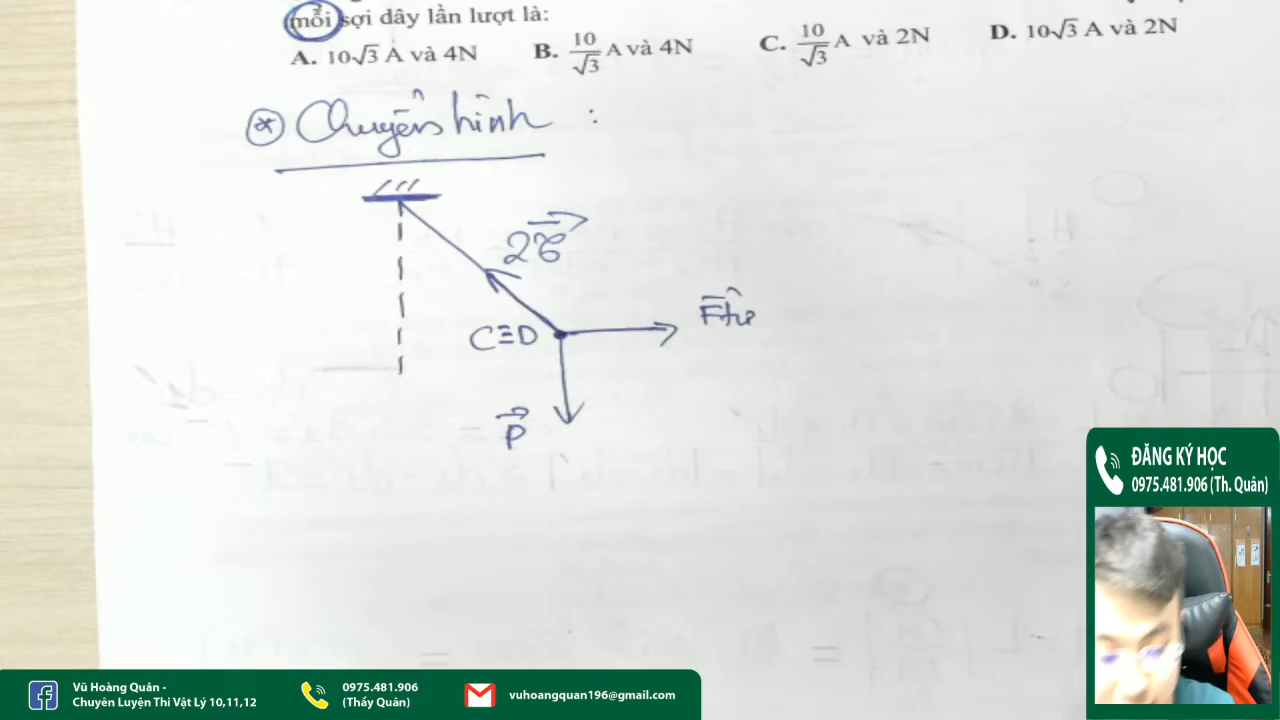 mỗi sợi dây lần lượt là:
A. 10√3 A và 4N B. 10/√3 A và 4N C. 10/√3 A và 2N D. 10√3 A và 2N
* Chuyển hình :
2τ⃗
C≡D
F⃗từ
P⃗
ĐĂNG KÝ HỌC
0975.481.906 (Th. Quân)
Vũ Hoàng Quân -
Chuyên Luyện Thi Vật Lý 10,11,12
0975.481.906
(Thầy Quân)
vuhoangquan196@gmail.com